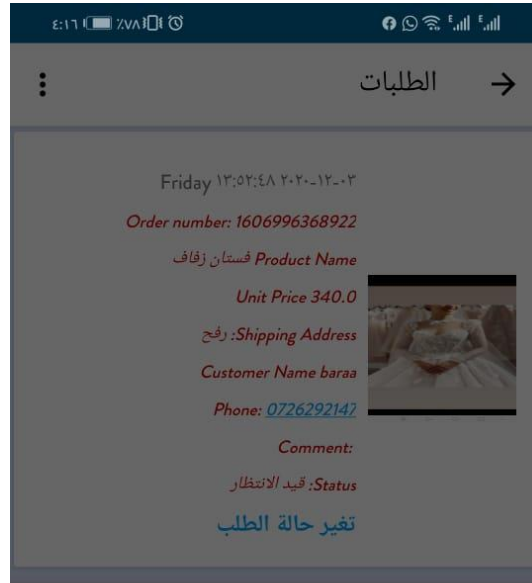 ٤:١٦ ٪٧٨
الطلبات
Friday ١٣:٥٢:٤٨ ٢٠٢٠-١٢-٠٣
Order number: 1606996368922
Product Name فستان زفاف
Unit Price 340.0
Shipping Address: رفح
Customer Name baraa
Phone: 0726292147
Comment:
Status: قيد الانتظار
تغير حالة الطلب